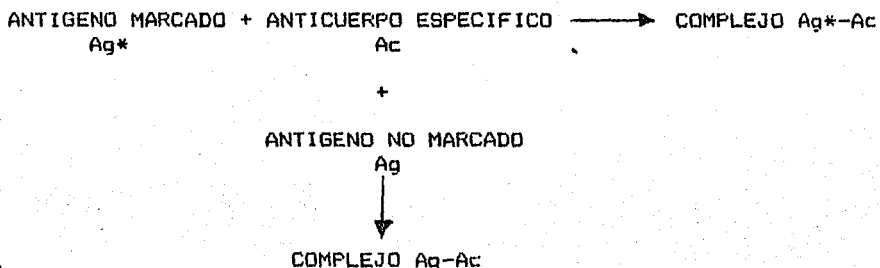 ANTIGENO MARCADO + ANTICUERPO ESPECIFICO ⟶ COMPLEJO Ag*-Ac
Ag* Ac
+
ANTIGENO NO MARCADO
Ag
COMPLEJO Ag-Ac